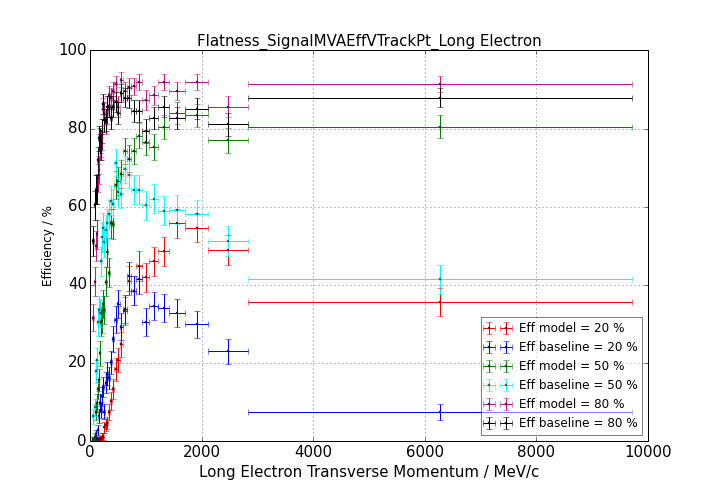 Flatness_SignalMVAEffVTrackPt_Long Electron
100
80
60
40
20
0
Efficiency / %
Eff model = 20 %
Eff baseline = 20 %
Eff model = 50 %
Eff baseline = 50 %
Eff model = 80 %
Eff baseline = 80 %
0 2000 4000 6000 8000 10000
Long Electron Transverse Momentum / MeV/c